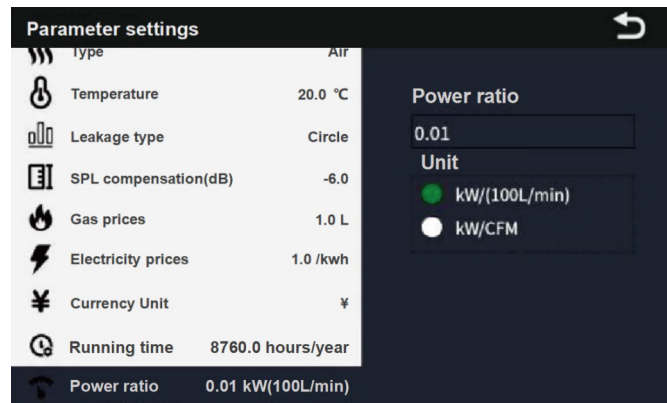 Parameter settings
Type Air
Temperature 20.0 ℃
Leakage type Circle
SPL compensation(dB) -6.0
Gas prices 1.0 L
Electricity prices 1.0 /kwh
Currency Unit ¥
Running time 8760.0 hours/year
Power ratio 0.01 kW(100L/min)
Power ratio
0.01
Unit
kW/(100L/min)
kW/CFM